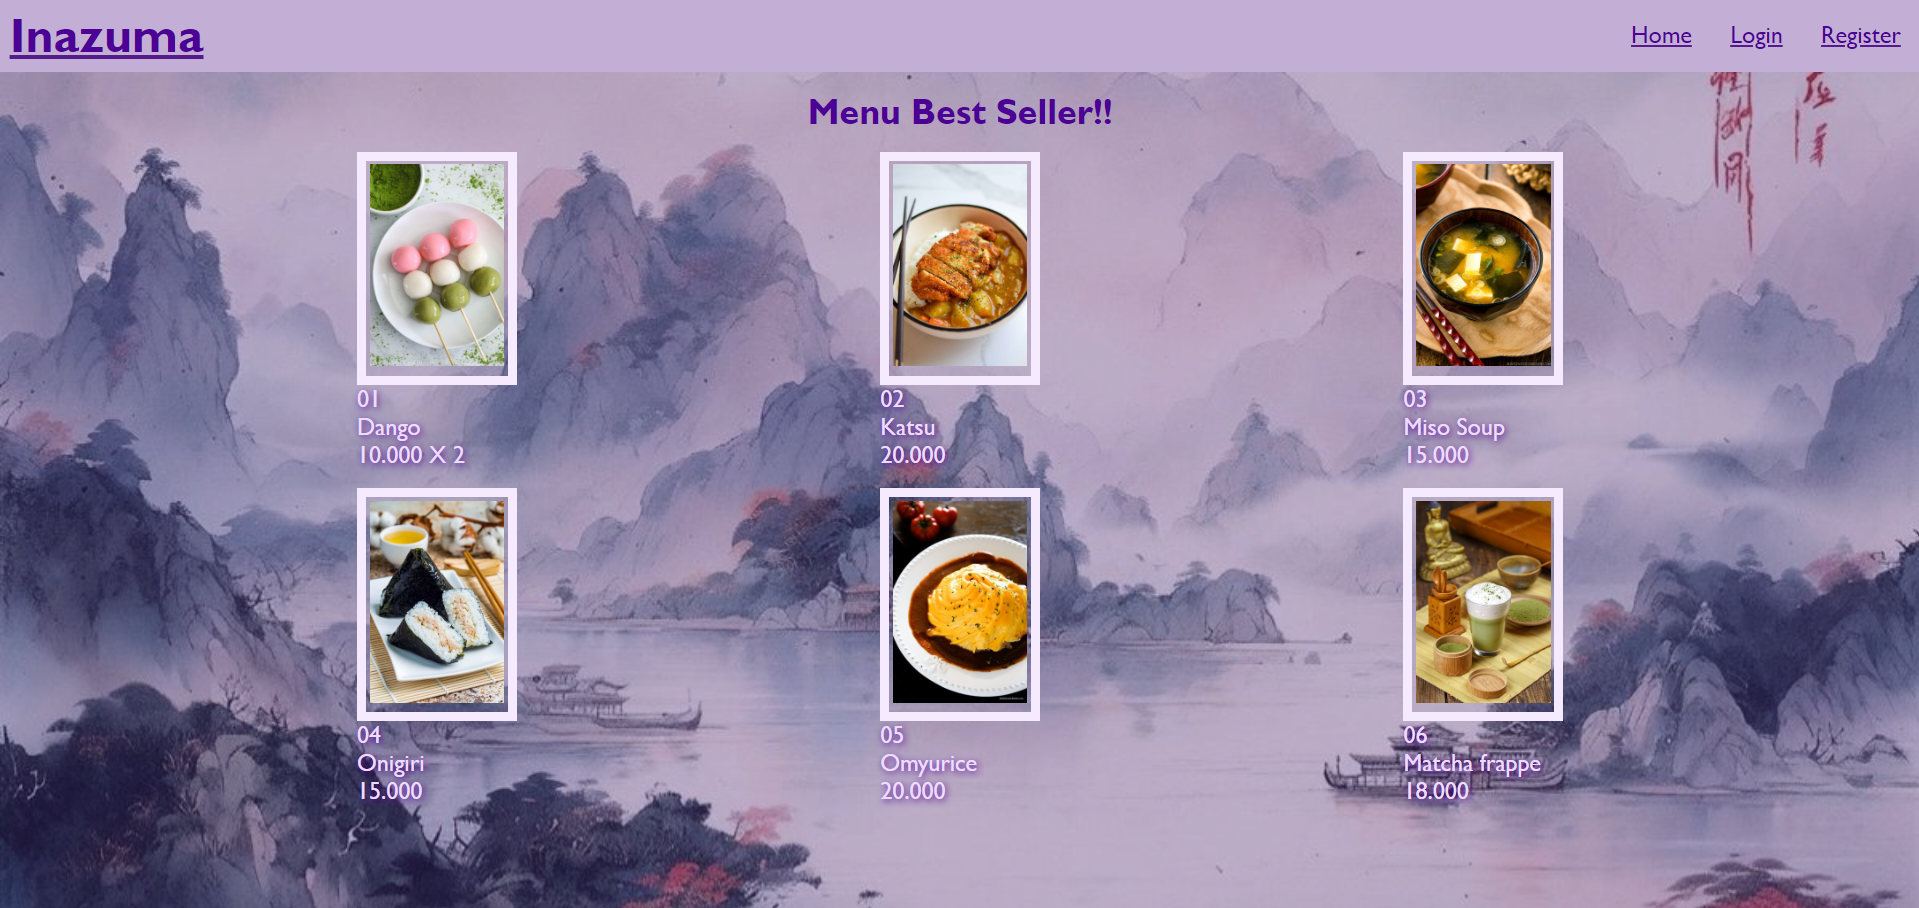 Inazuma
Home Login Register
Menu Best Seller!!
01
Dango
10.000 X 2
02
Katsu
20.000
03
Miso Soup
15.000
04
Onigiri
15.000
05
Omyurice
20.000
06
Matcha frappe
18.000